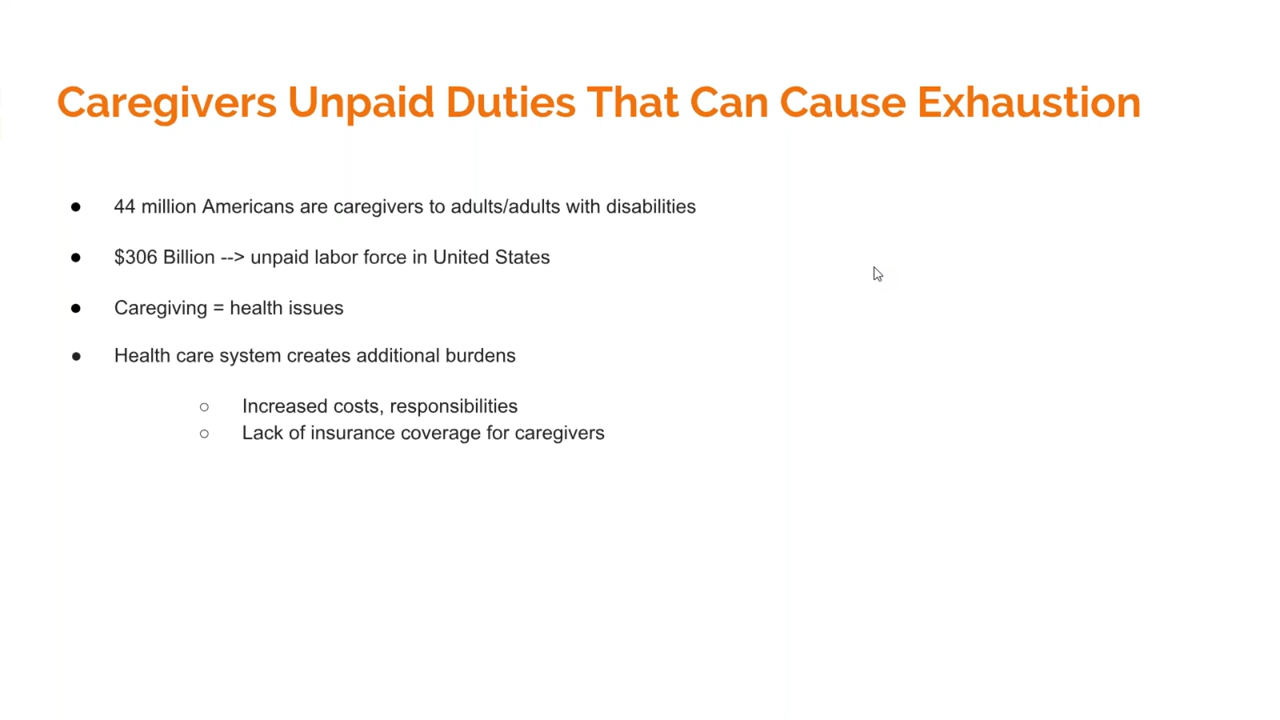 Caregivers Unpaid Duties That Can Cause Exhaustion
● 44 million Americans are caregivers to adults/adults with disabilities
● $306 Billion --> unpaid labor force in United States
● Caregiving = health issues
● Health care system creates additional burdens
○ Increased costs, responsibilities
○ Lack of insurance coverage for caregivers